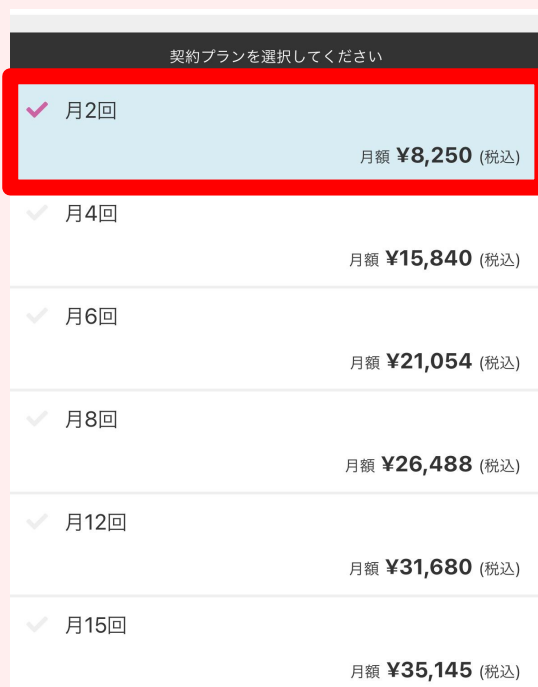 契約プランを選択してください
月2回
月額 ¥8,250 (税込)
月4回
月額 ¥15,840 (税込)
月6回
月額 ¥21,054 (税込)
月8回
月額 ¥26,488 (税込)
月12回
月額 ¥31,680 (税込)
月15回
月額 ¥35,145 (税込)